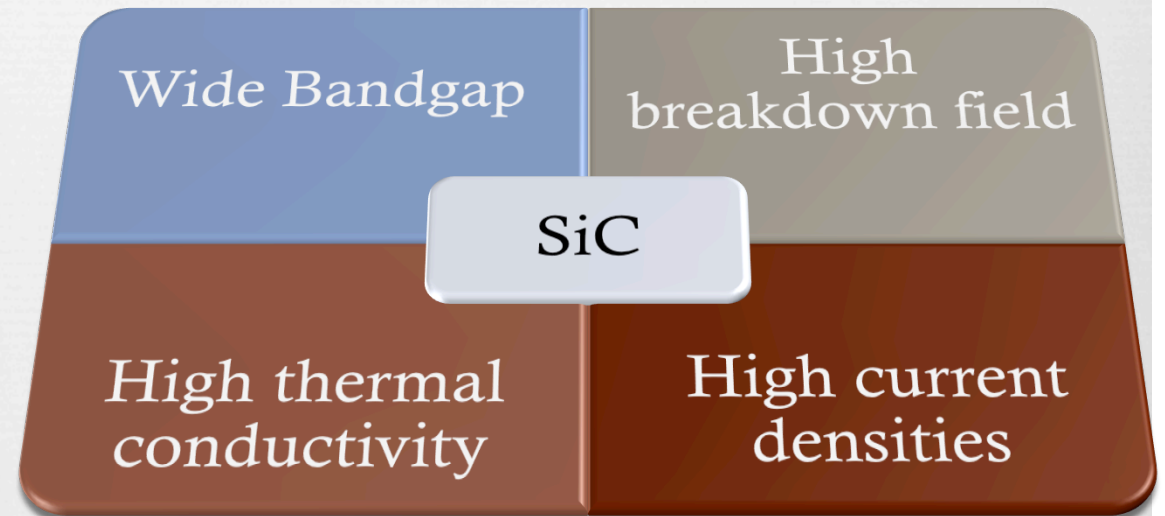 Wide Bandgap
High
breakdown field
SiC
High thermal
conductivity
High current
densities